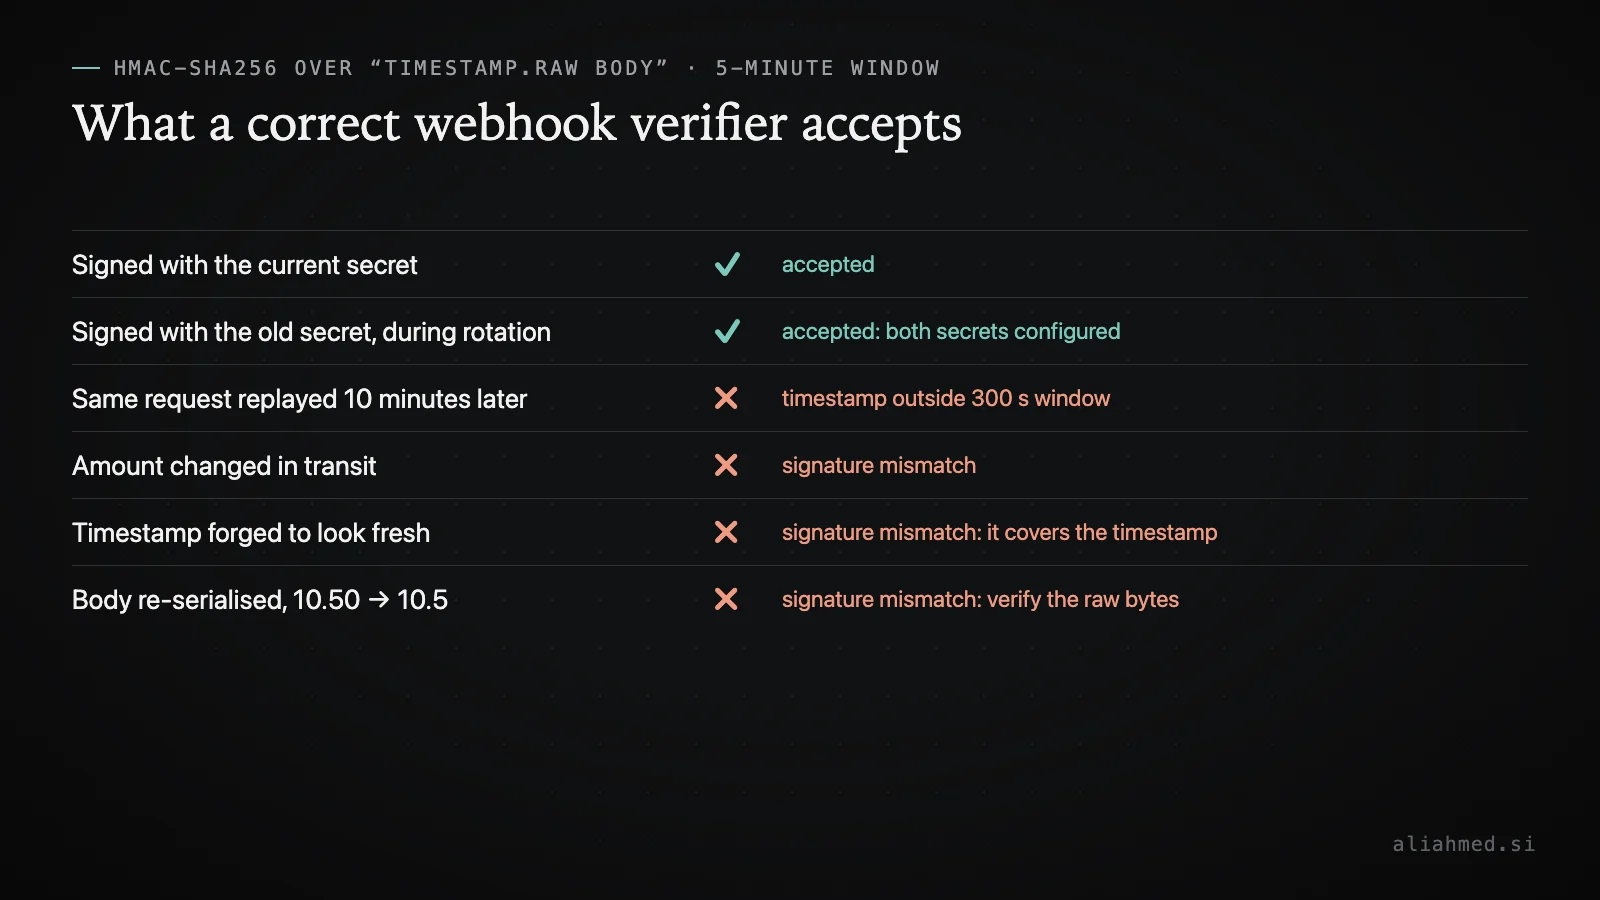 HMAC-SHA256 OVER “TIMESTAMP.RAW BODY” · 5-MINUTE WINDOW
What a correct webhook verifier accepts
Signed with the current secret ✔ accepted
Signed with the old secret, during rotation ✔ accepted: both secrets configured
Same request replayed 10 minutes later ✕ timestamp outside 300 s window
Amount changed in transit ✕ signature mismatch
Timestamp forged to look fresh ✕ signature mismatch: it covers the timestamp
Body re-serialised, 10.50 → 10.5 ✕ signature mismatch: verify the raw bytes
aliahmed.si